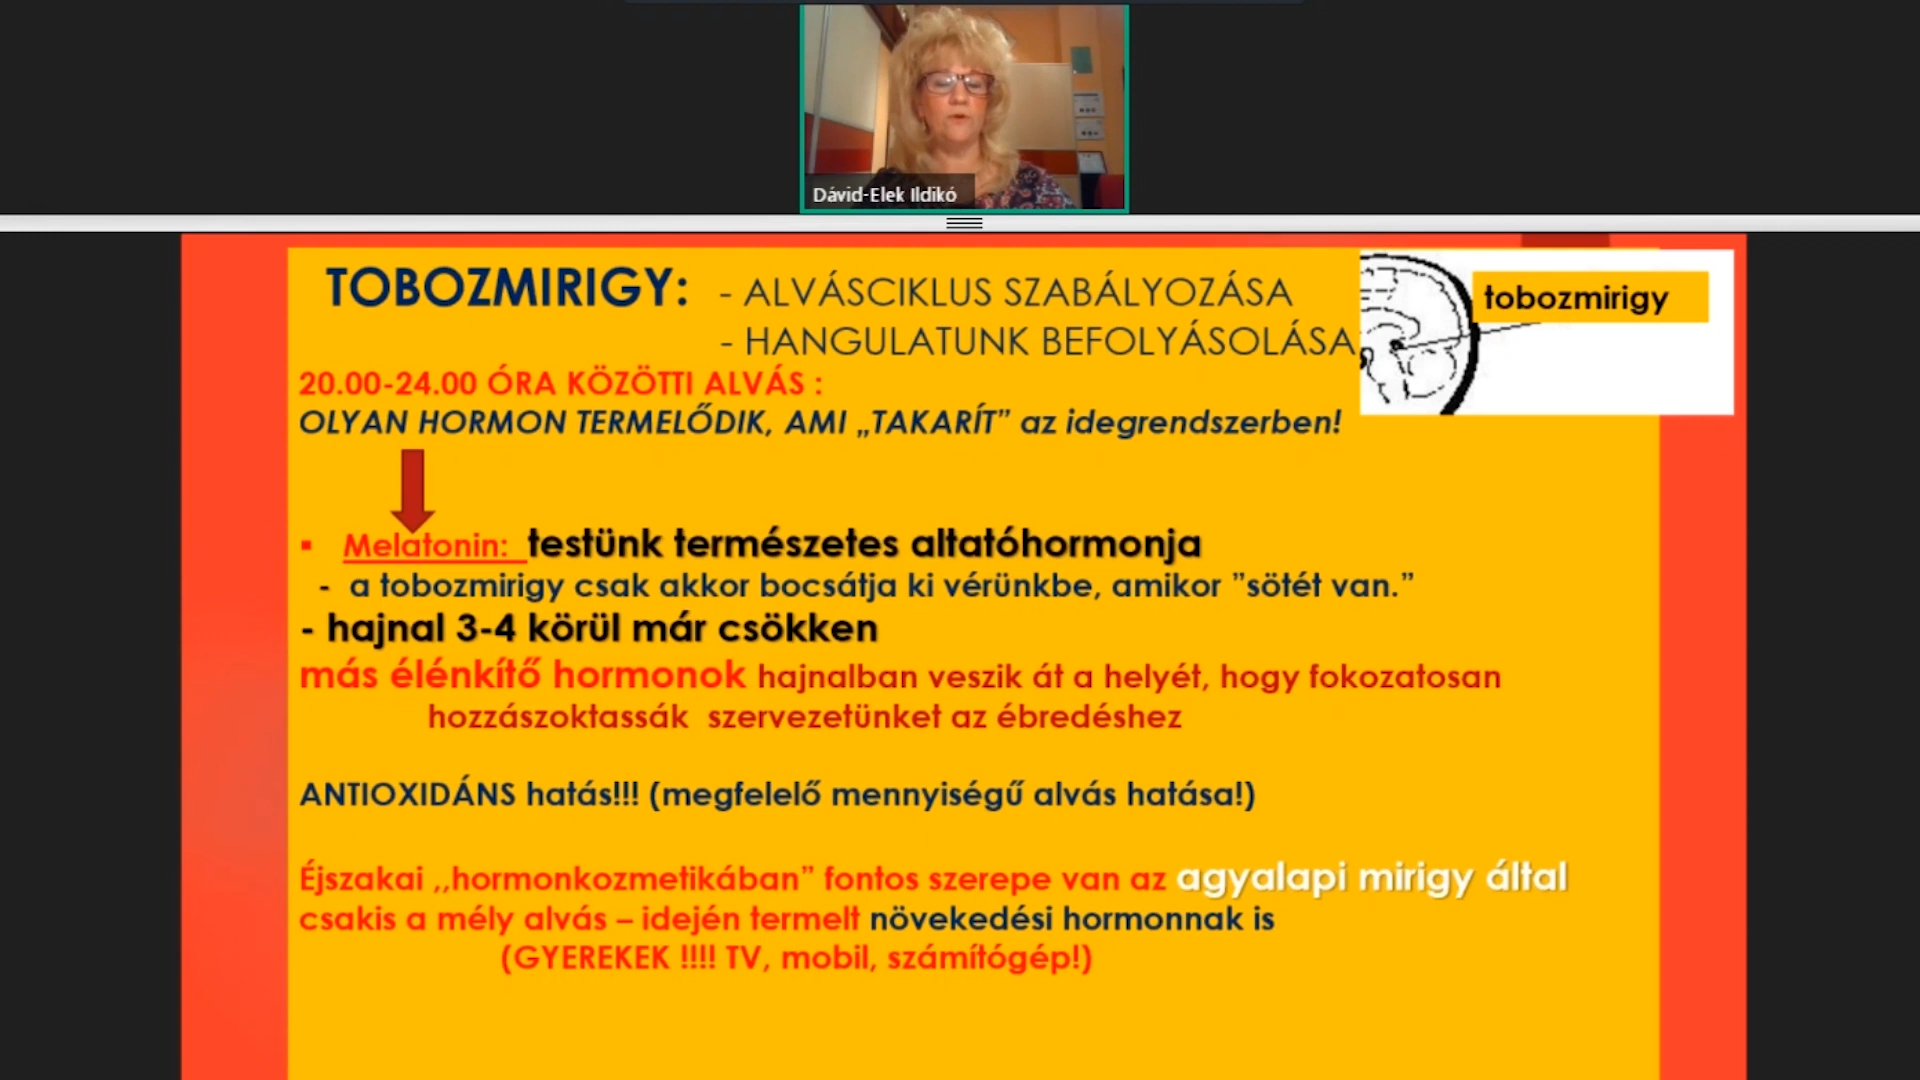 Dávid-Elek Ildikó
TOBOZMIRIGY: - ALVÁSCIKLUS SZABÁLYOZÁSA
- HANGULATUNK BEFOLYÁSOLÁSA
tobozmirigy
20.00-24.00 ÓRA KÖZÖTTI ALVÁS :
OLYAN HORMON TERMELŐDIK, AMI „TAKARÍT” az idegrendszerben!
▪ Melatonin: testünk természetes altatóhormonja
- a tobozmirigy csak akkor bocsátja ki vérünkbe, amikor ”sötét van.”
- hajnal 3-4 körül már csökken
más élénkítő hormonok hajnalban veszik át a helyét, hogy fokozatosan
hozzászoktassák szervezetünket az ébredéshez
ANTIOXIDÁNS hatás!!! (megfelelő mennyiségű alvás hatása!)
Éjszakai ,,hormonkozmetikában” fontos szerepe van az agyalapi mirigy által
csakis a mély alvás – idején termelt növekedési hormonnak is
(GYEREKEK !!!! TV, mobil, számítógép!)